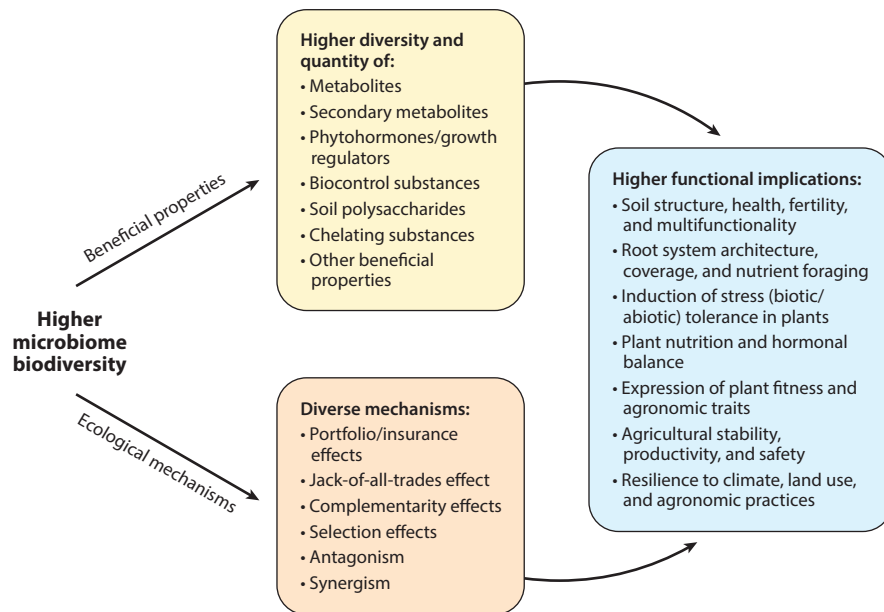 Higher diversity and
quantity of:
• Metabolites
• Secondary metabolites
• Phytohormones/growth
regulators
• Biocontrol substances
• Soil polysaccharides
• Chelating substances
• Other beneficial
properties
Beneficial properties
Higher
microbiome
biodiversity
Ecological mechanisms
Diverse mechanisms:
• Portfolio/insurance
effects
• Jack-of-all-trades effect
• Complementarity effects
• Selection effects
• Antagonism
• Synergism
Higher functional implications:
• Soil structure, health, fertility,
and multifunctionality
• Root system architecture,
coverage, and nutrient foraging
• Induction of stress (biotic/
abiotic) tolerance in plants
• Plant nutrition and hormonal
balance
• Expression of plant fitness and
agronomic traits
• Agricultural stability,
productivity, and safety
• Resilience to climate, land use,
and agronomic practices